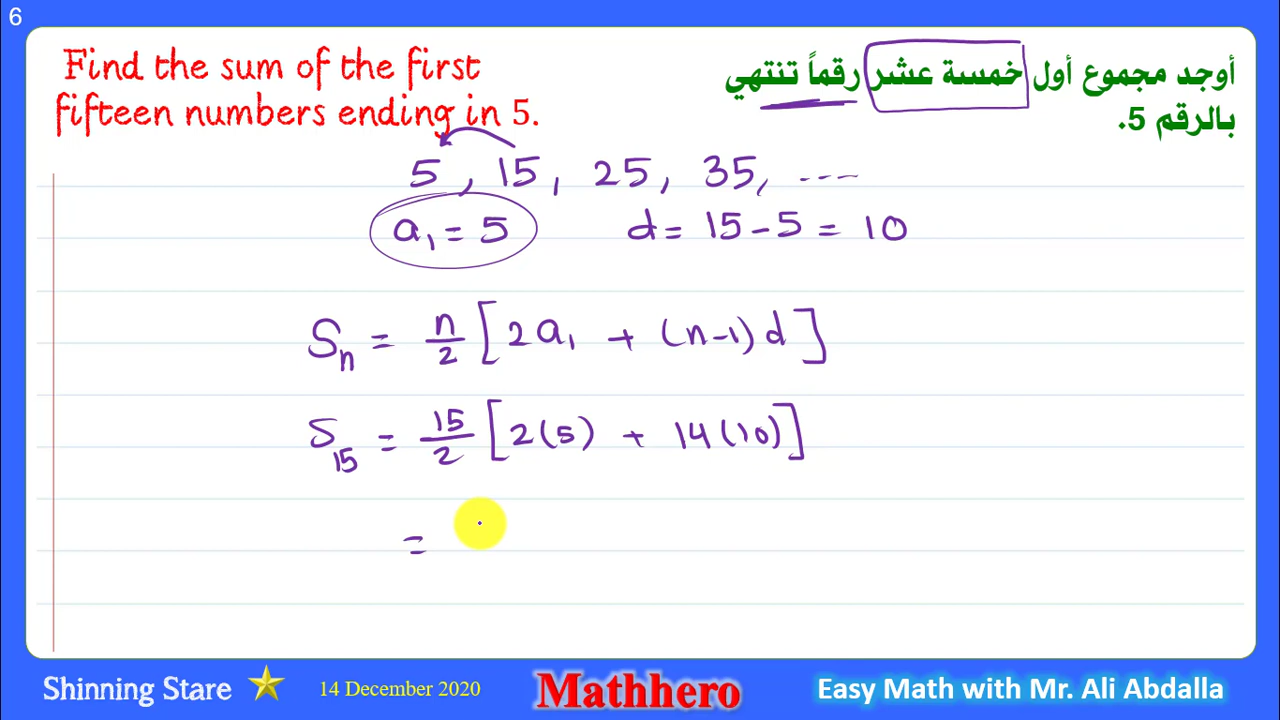 6
Find the sum of the first
fifteen numbers ending in 5.
أوجد مجموع أول خمسة عشر رقماً تنتهي
بالرقم 5.
5 , 15 , 25 , 35 , ----
a₁ = 5 d = 15 - 5 = 10
Sₙ = n/2 [2a₁ + (n-1)d]
S₁₅ = 15/2 [2(5) + 14(10)]
=
Shinning Stare 14 December 2020 Mathhero Easy Math with Mr. Ali Abdalla